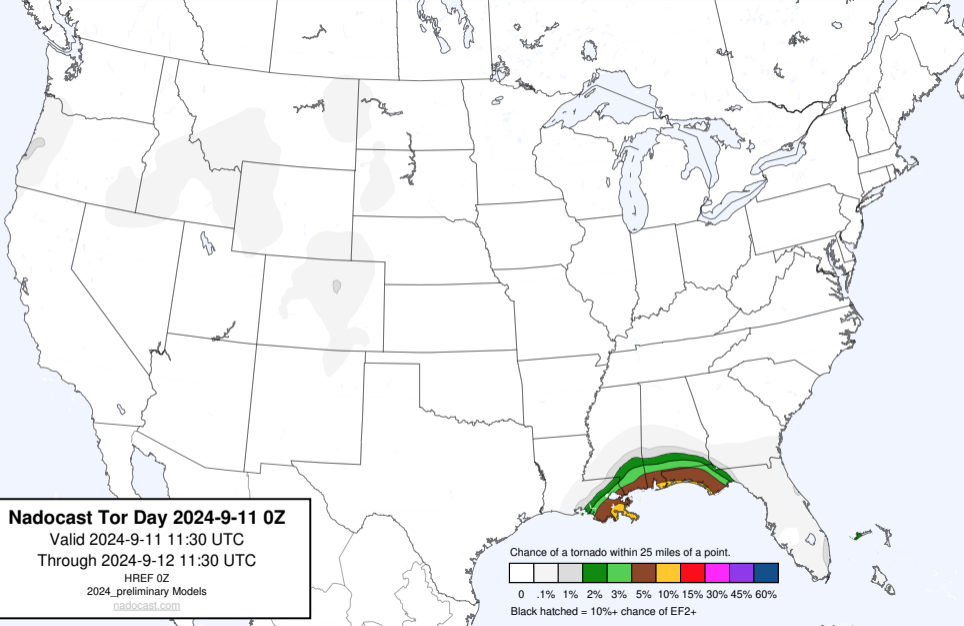 Nadocast Tor Day 2024-9-11 0Z
Valid 2024-9-11 11:30 UTC
Through 2024-9-12 11:30 UTC
HREF 0Z
2024_preliminary Models
nadocast.com
Chance of a tornado within 25 miles of a point.
0 .1% 1% 2% 3% 5% 10% 15% 30% 45% 60%
Black hatched = 10%+ chance of EF2+